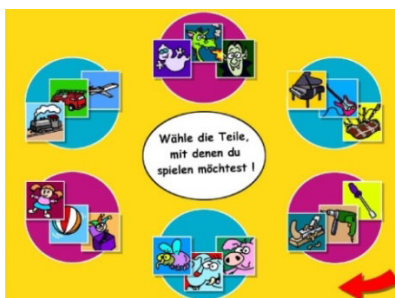 Wähle die Teile,
mit denen du
spielen möchtest !